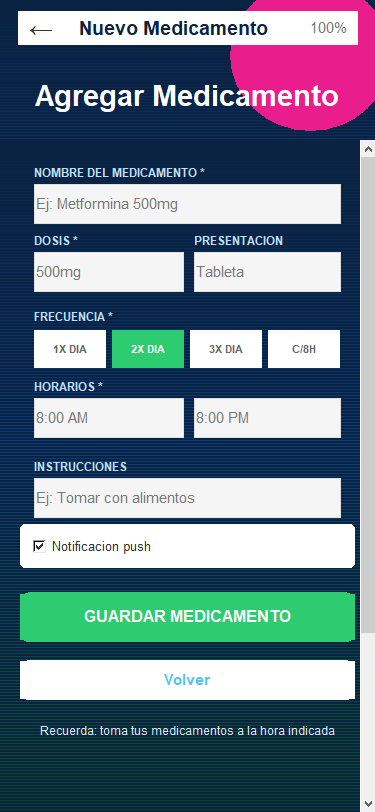 ← Nuevo Medicamento 100%
Agregar Medicamento
NOMBRE DEL MEDICAMENTO *
Ej: Metformina 500mg
DOSIS * PRESENTACION
500mg Tableta
FRECUENCIA *
1X DIA 2X DIA 3X DIA C/8H
HORARIOS *
8:00 AM 8:00 PM
INSTRUCCIONES
Ej: Tomar con alimentos
Notificacion push
GUARDAR MEDICAMENTO
Volver
Recuerda: toma tus medicamentos a la hora indicada